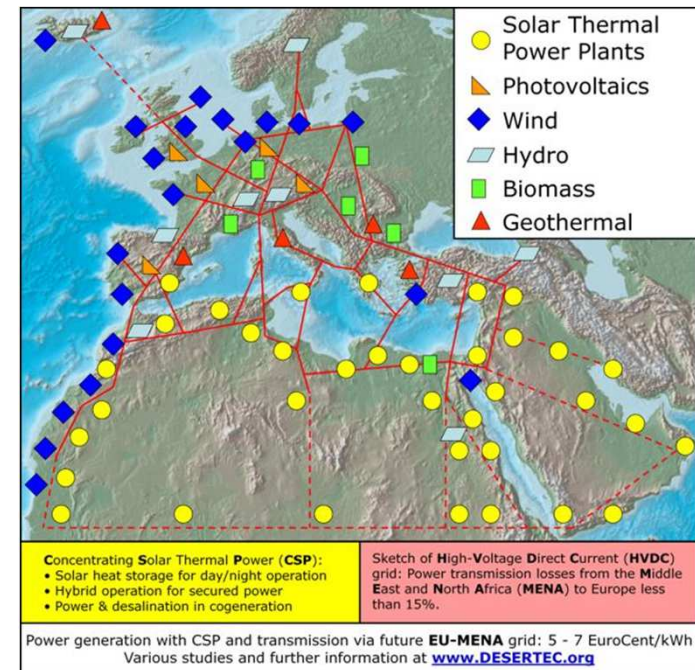 Solar Thermal
Power Plants
Photovoltaics
Wind
Hydro
Biomass
Geothermal
Concentrating Solar Thermal Power (CSP):
• Solar heat storage for day/night operation
• Hybrid operation for secured power
• Power & desalination in cogeneration
Sketch of High-Voltage Direct Current (HVDC)
grid: Power transmission losses from the Middle
East and North Africa (MENA) to Europe less
than 15%.
Power generation with CSP and transmission via future EU-MENA grid: 5 - 7 EuroCent/kWh
Various studies and further information at www.DESERTEC.org